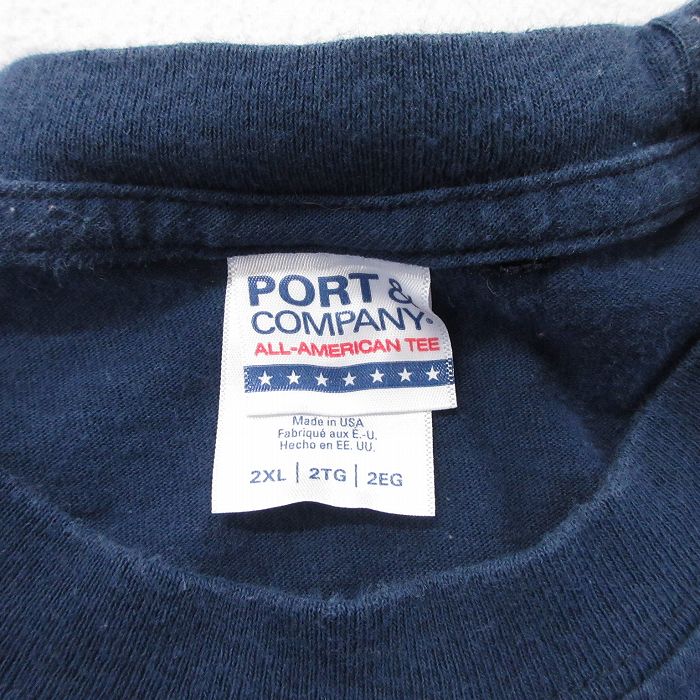 PORT &
COMPANY®
ALL-AMERICAN TEE
Made in USA
Fabriqué aux É.-U.
Hecho en EE. UU.
2XL | 2TG | 2EG